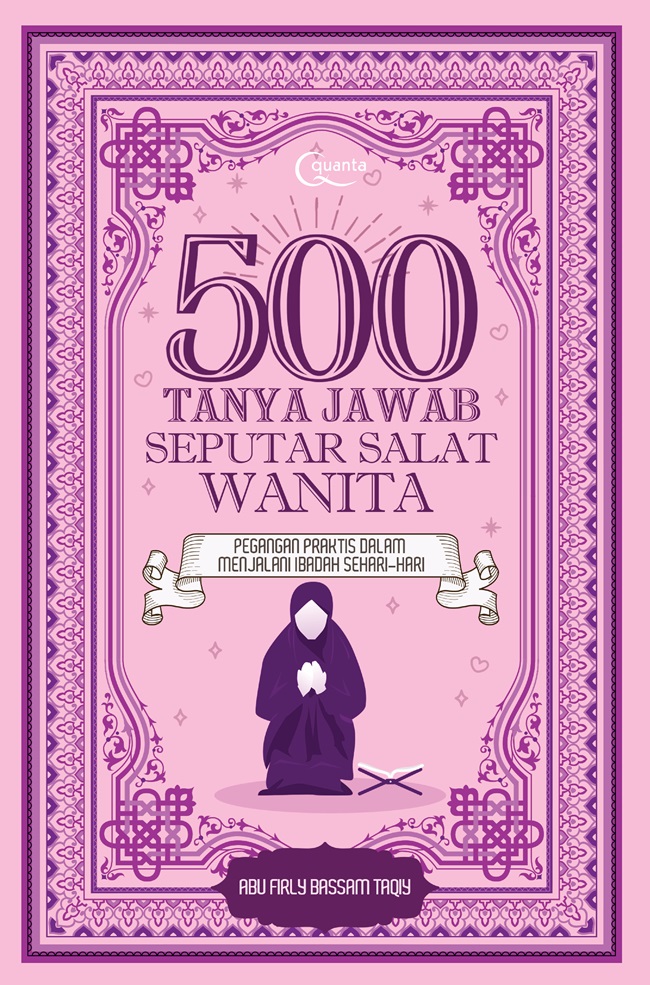 quanta
500
TANYA JAWAB
SEPUTAR SALAT
WANITA
PEGANGAN PRAKTIS DALAM
MENJALANI IBADAH SEHARI-HARI
ABU FIRLY BASSAM TAQIY